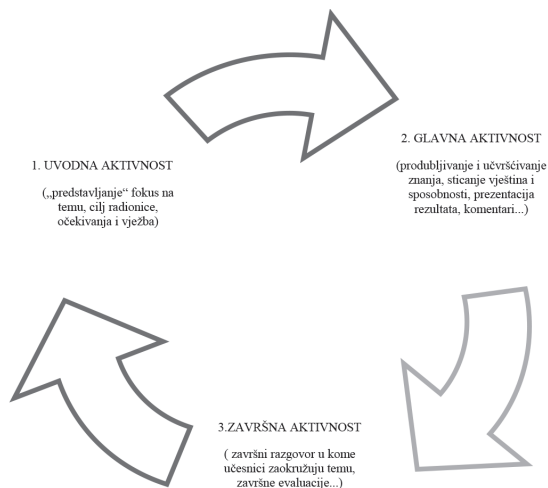 1. UVODNA AKTIVNOST
(„predstavljanje“ fokus na
temu, cilj radionice,
očekivanja i vježba)
2. GLAVNA AKTIVNOST
(produbljivanje i učvršćivanje
znanja, sticanje vještina i
sposobnosti, prezentacija
rezultata, komentari...)
3.ZAVRŠNA AKTIVNOST
( završni razgovor u kome
učesnici zaokružuju temu,
završne evaluacije...)